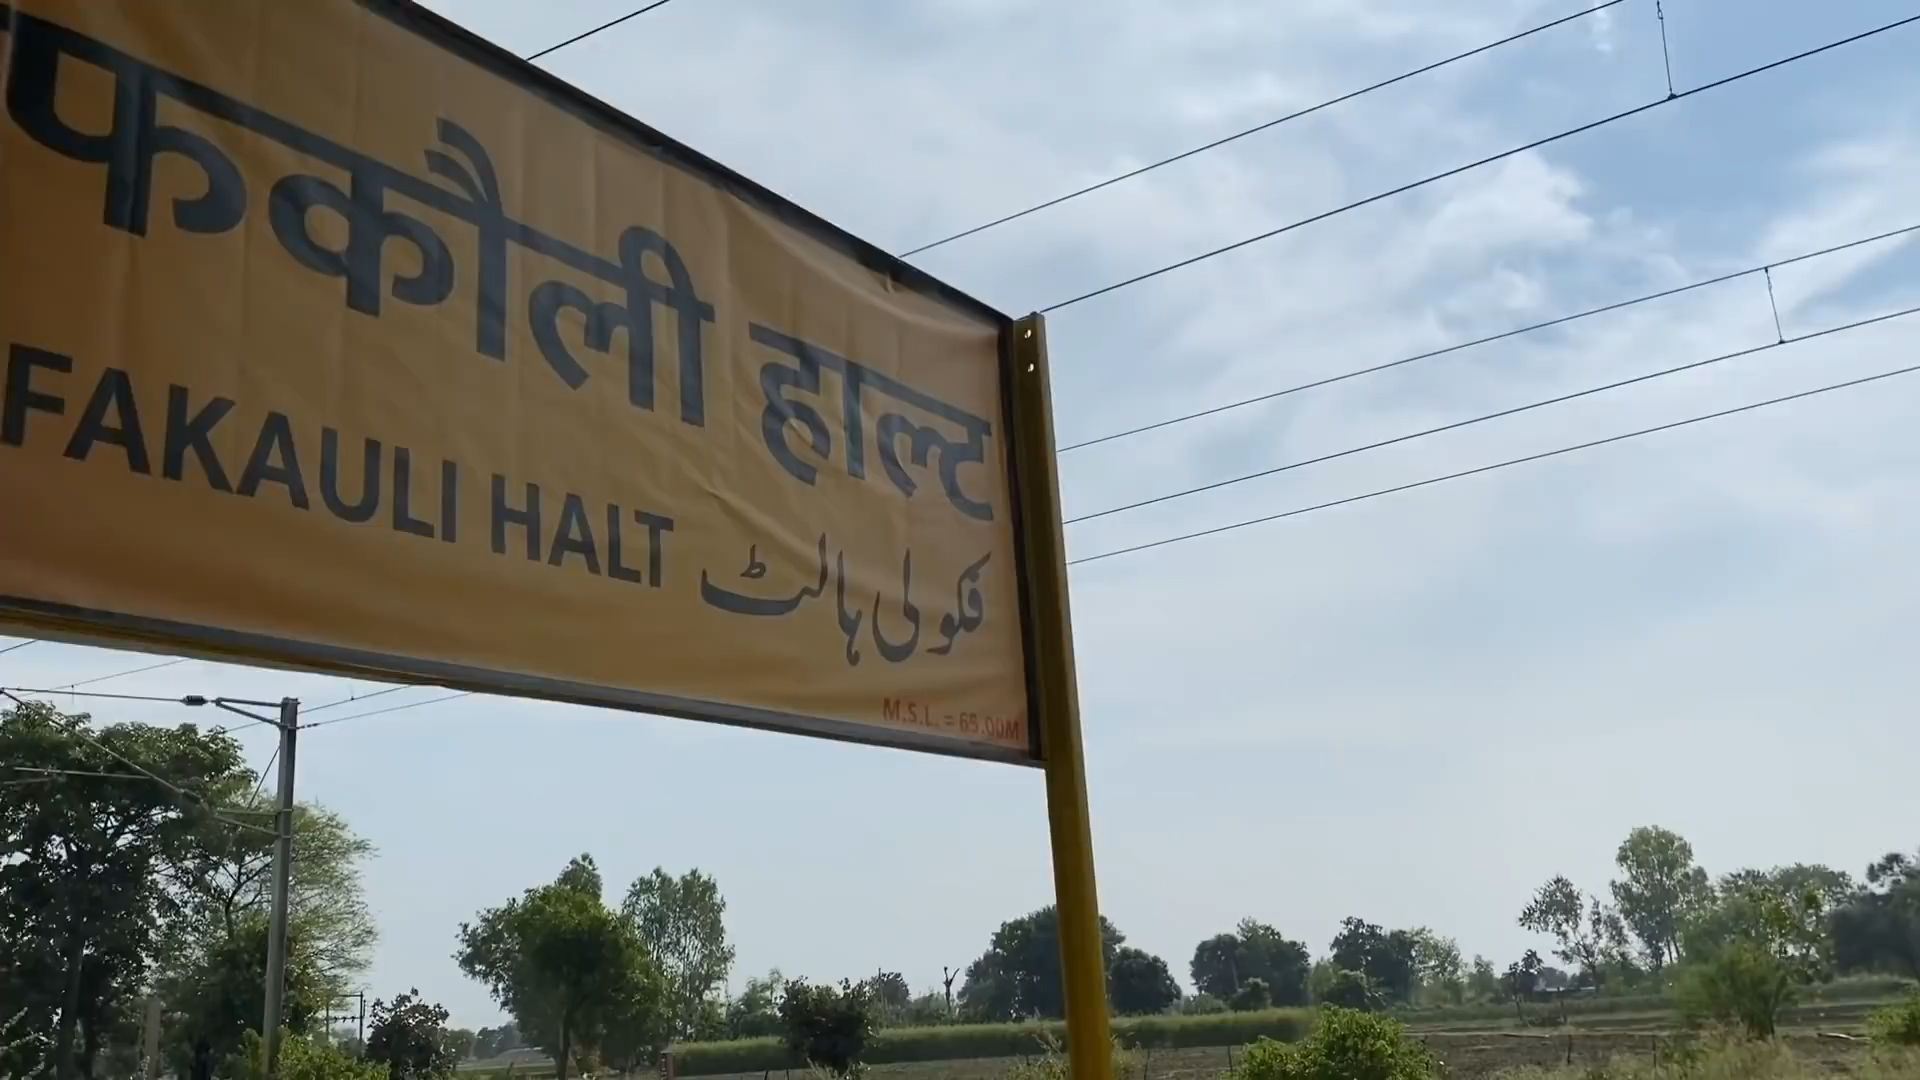 फकौली हाल्ट
FAKAULI HALT
فکولی ہالٹ
M.S.L. = 65.00M